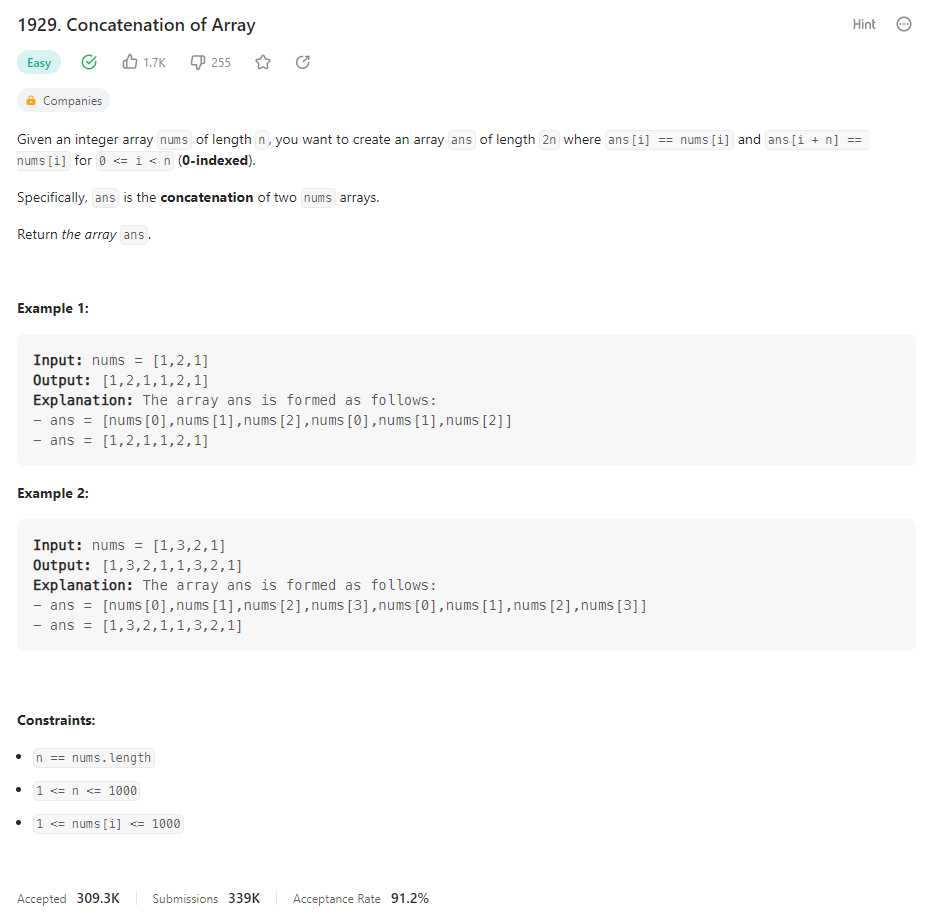 1929. Concatenation of Array
Hint
Easy
1.7K
255
Companies
Given an integer array nums of length n, you want to create an array ans of length 2n where ans[i] == nums[i] and ans[i + n] ==
nums[i] for 0 <= i < n (0-indexed).
Specifically, ans is the concatenation of two nums arrays.
Return the array ans.
Example 1:
Input: nums = [1,2,1]
Output: [1,2,1,1,2,1]
Explanation: The array ans is formed as follows:
- ans = [nums[0],nums[1],nums[2],nums[0],nums[1],nums[2]]
- ans = [1,2,1,1,2,1]
Example 2:
Input: nums = [1,3,2,1]
Output: [1,3,2,1,1,3,2,1]
Explanation: The array ans is formed as follows:
- ans = [nums[0],nums[1],nums[2],nums[3],nums[0],nums[1],nums[2],nums[3]]
- ans = [1,3,2,1,1,3,2,1]
Constraints:
• n == nums.length
• 1 <= n <= 1000
• 1 <= nums[i] <= 1000
Accepted 309.3K Submissions 339K Acceptance Rate 91.2%